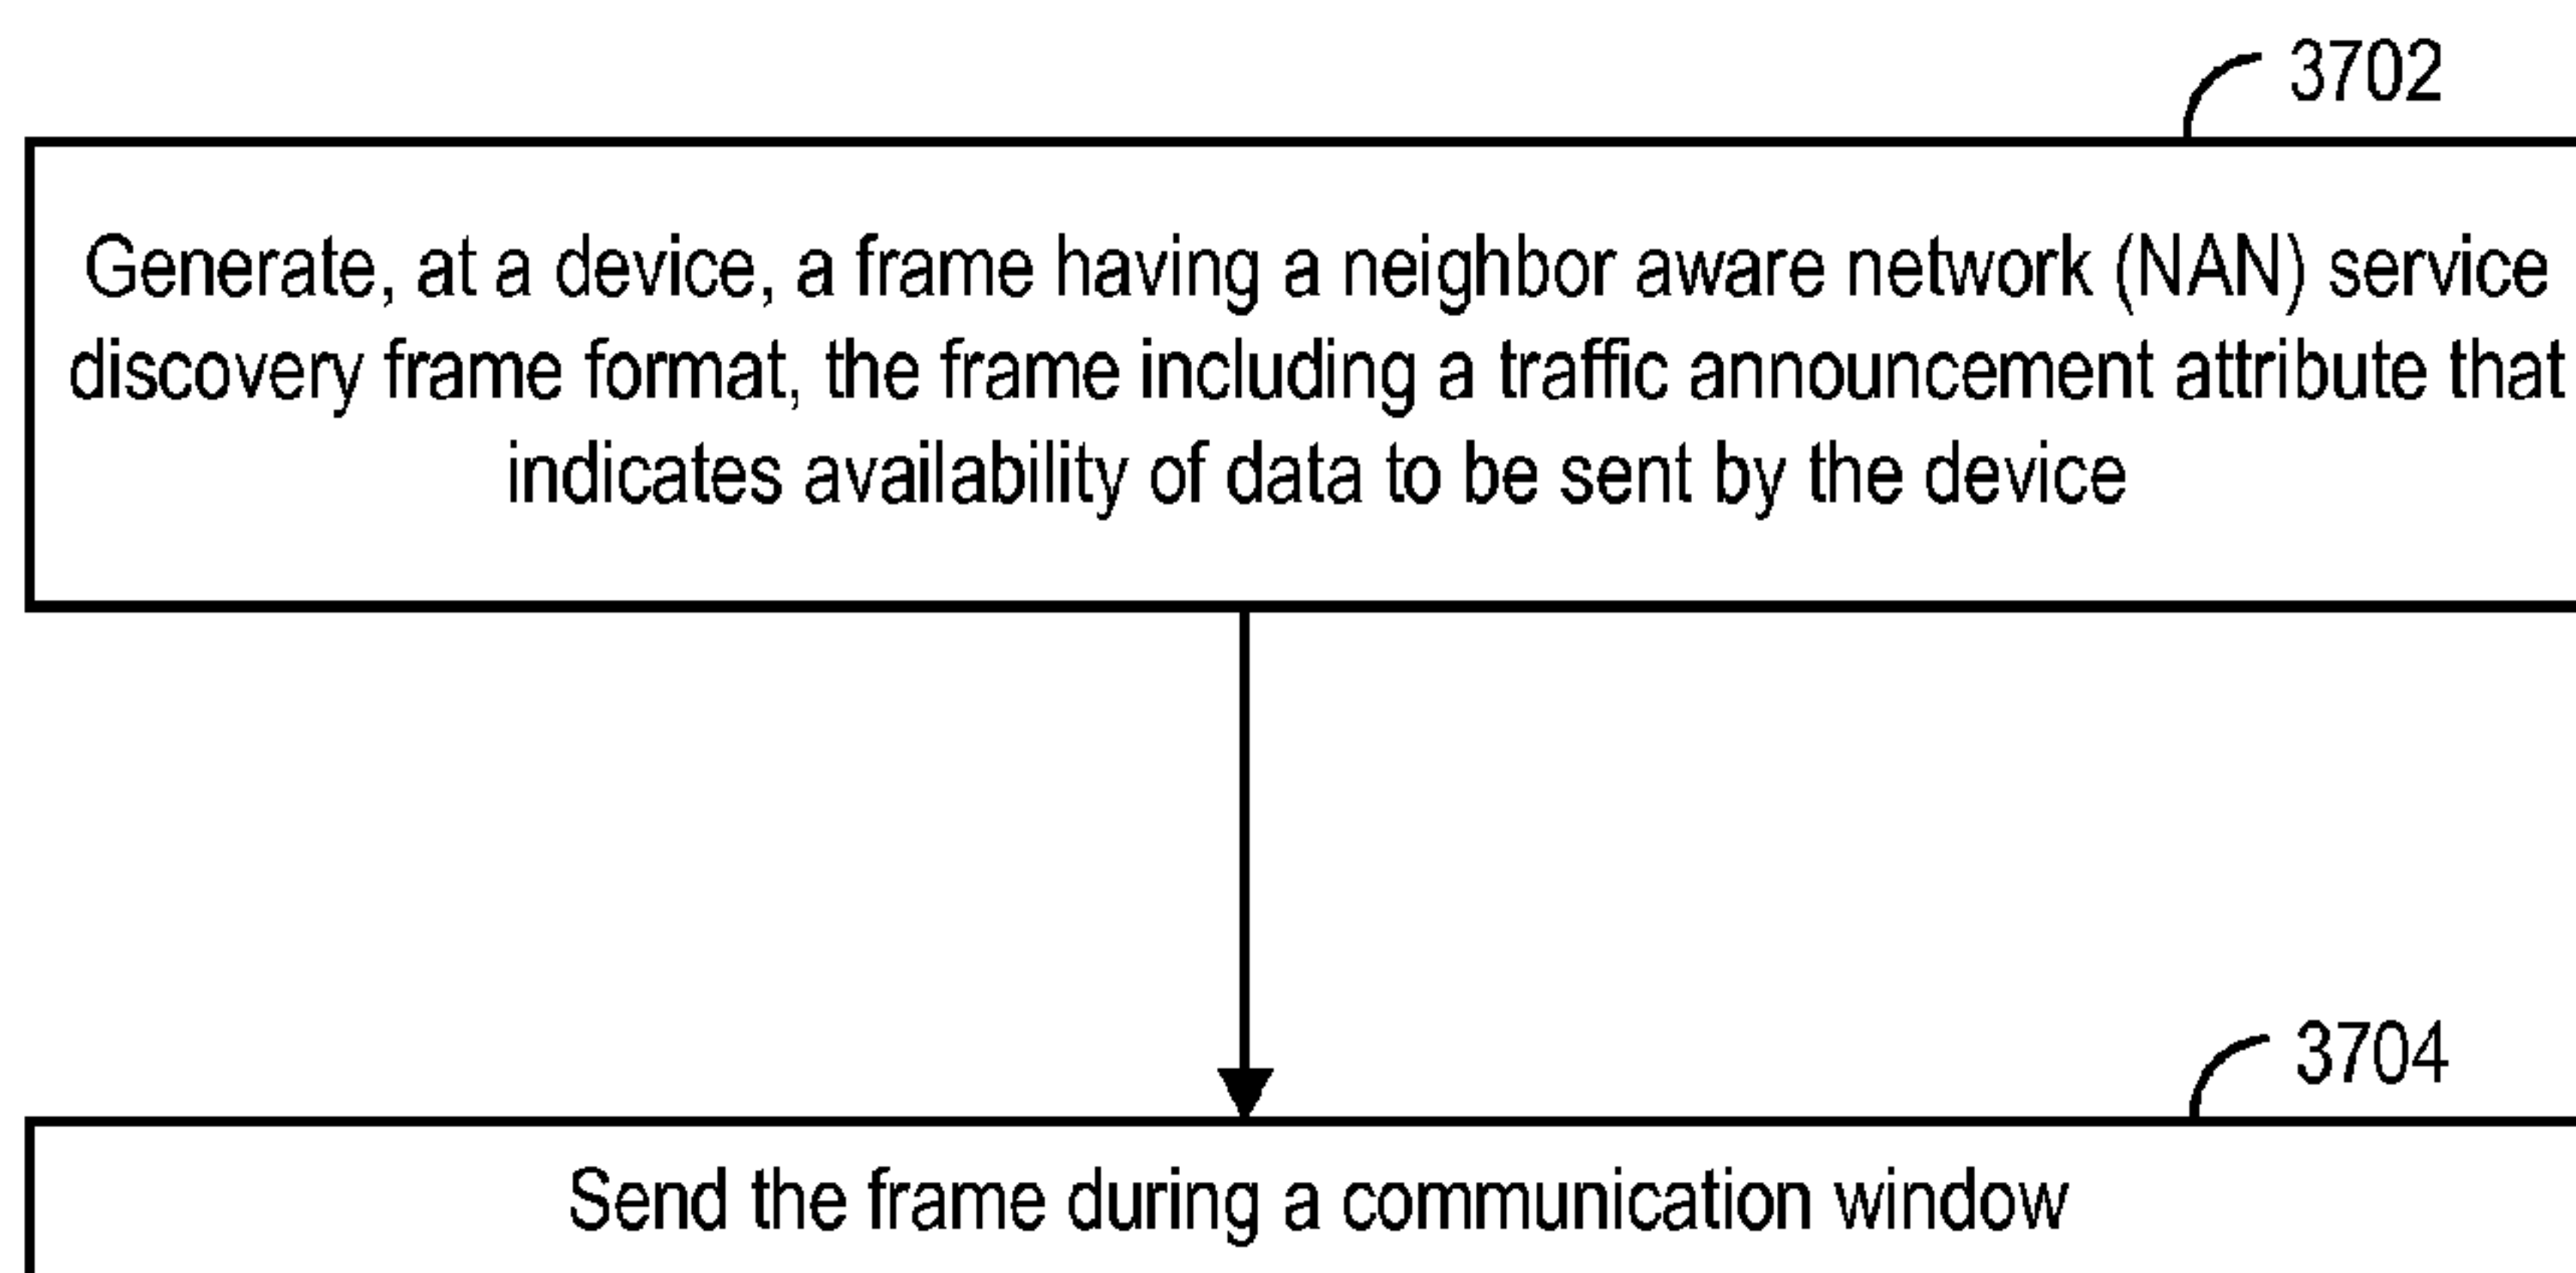 3702
Generate, at a device, a frame having a neighbor aware network (NAN) service
discovery frame format, the frame including a traffic announcement attribute that
indicates availability of data to be sent by the device
3704
Send the frame during a communication window